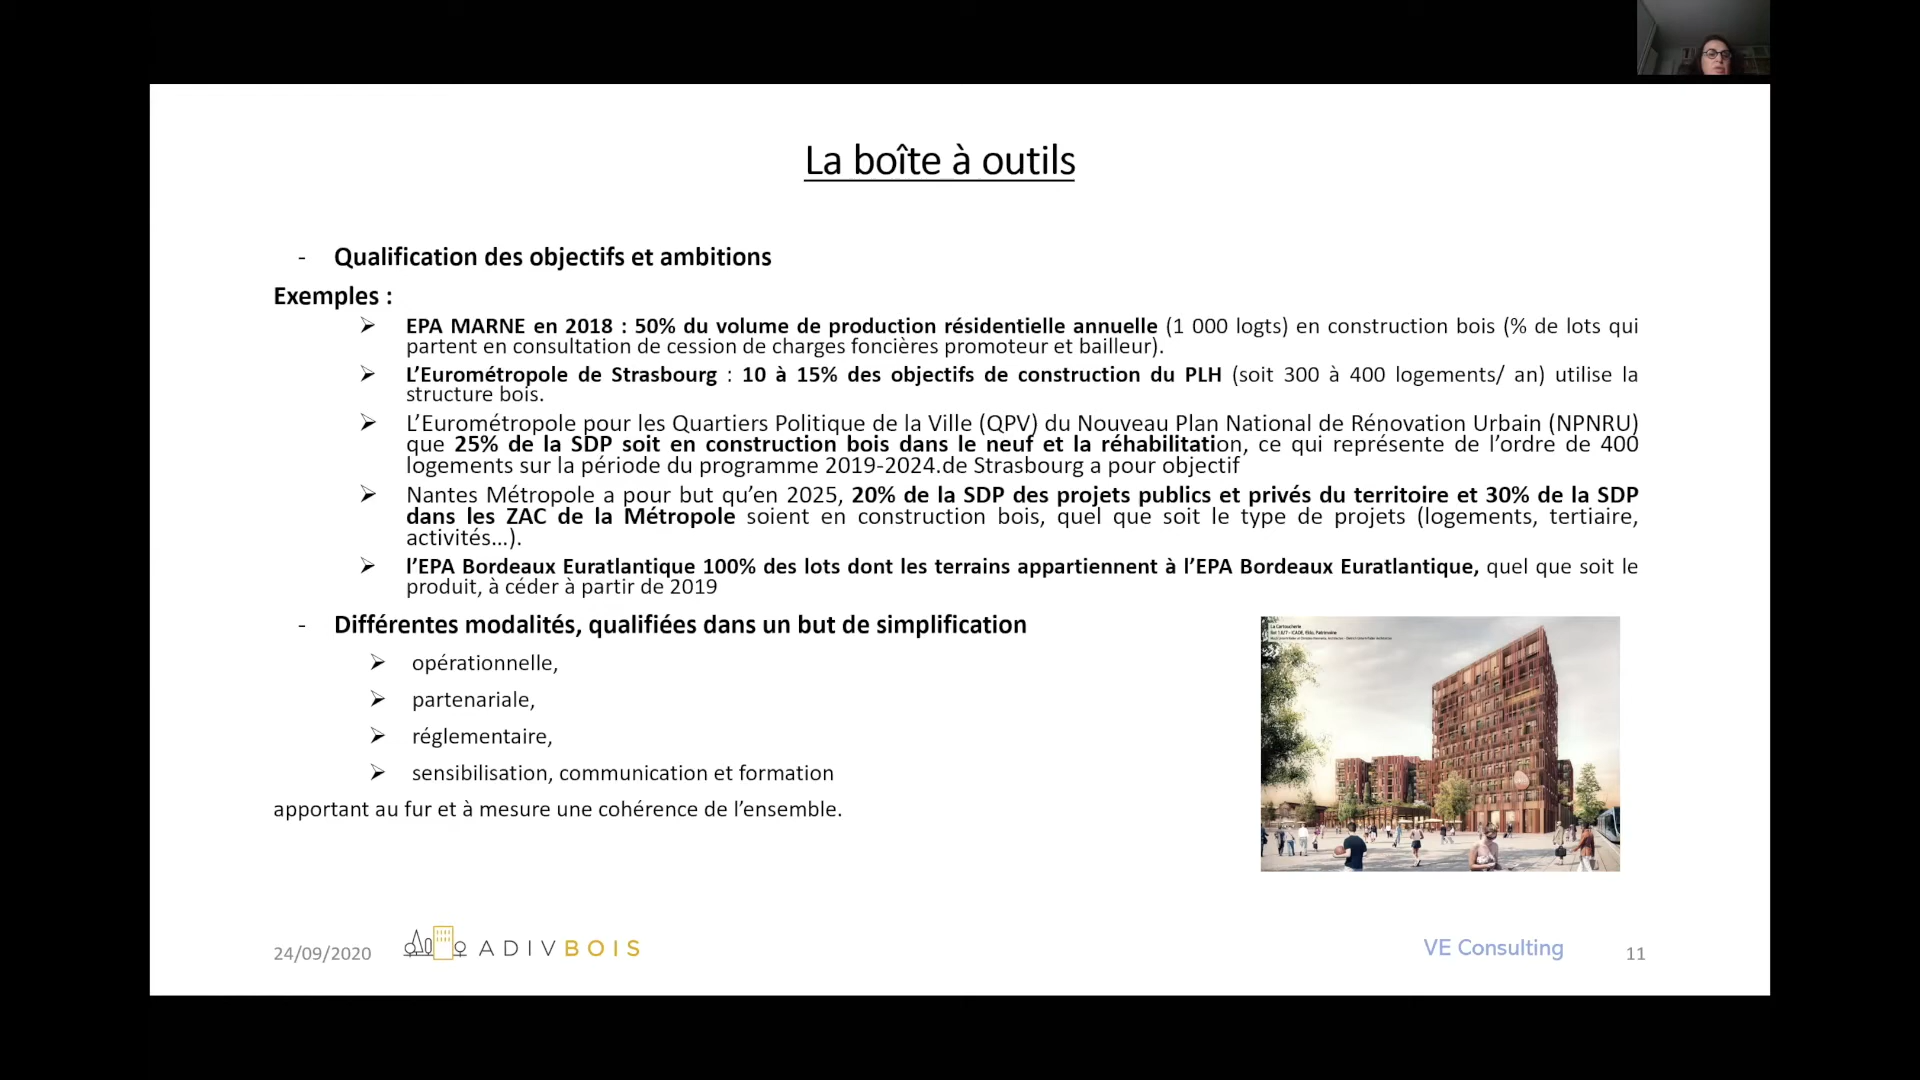 La boîte à outils
- Qualification des objectifs et ambitions
Exemples :
➢ EPA MARNE en 2018 : 50% du volume de production résidentielle annuelle (1 000 logts) en construction bois (% de lots qui
partent en consultation de cession de charges foncières promoteur et bailleur).
➢ L’Eurométropole de Strasbourg : 10 à 15% des objectifs de construction du PLH (soit 300 à 400 logements/ an) utilise la
structure bois.
➢ L’Eurométropole pour les Quartiers Politique de la Ville (QPV) du Nouveau Plan National de Rénovation Urbain (NPNRU)
que 25% de la SDP soit en construction bois dans le neuf et la réhabilitation, ce qui représente de l’ordre de 400
logements sur la période du programme 2019-2024.de Strasbourg a pour objectif
➢ Nantes Métropole a pour but qu’en 2025, 20% de la SDP des projets publics et privés du territoire et 30% de la SDP
dans les ZAC de la Métropole soient en construction bois, quel que soit le type de projets (logements, tertiaire,
activités…).
➢ l’EPA Bordeaux Euratlantique 100% des lots dont les terrains appartiennent à l’EPA Bordeaux Euratlantique, quel que soit le
produit, à céder à partir de 2019
- Différentes modalités, qualifiées dans un but de simplification
➢ opérationnelle,
➢ partenariale,
➢ réglementaire,
➢ sensibilisation, communication et formation
apportant au fur et à mesure une cohérence de l’ensemble.
La Cartoucherie
24/09/2020
ADIVBOIS
VE Consulting
11